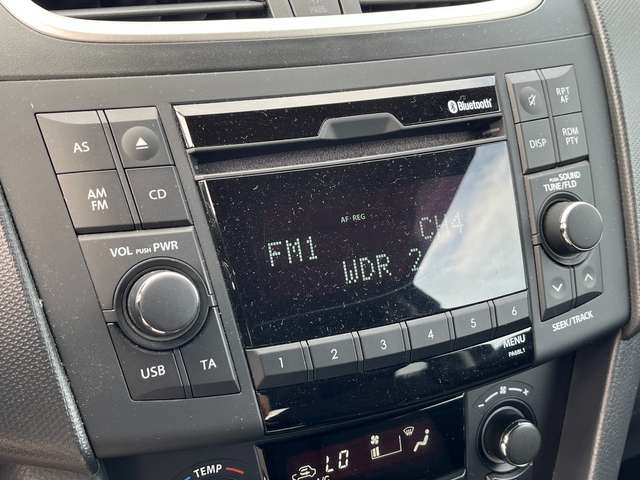 Bluetooth
AS
AM
FM
CD
VOL PUSH PWR
USB
TA
AF·REG
FM1
CH4
WDR 2
1
2
3
4
5
6
MENU
PA88L1
DISP
RPT
AF
RDM
PTY
PUSH SOUND
TUNE/FLD
SEEK/TRACK
TEMP
LO